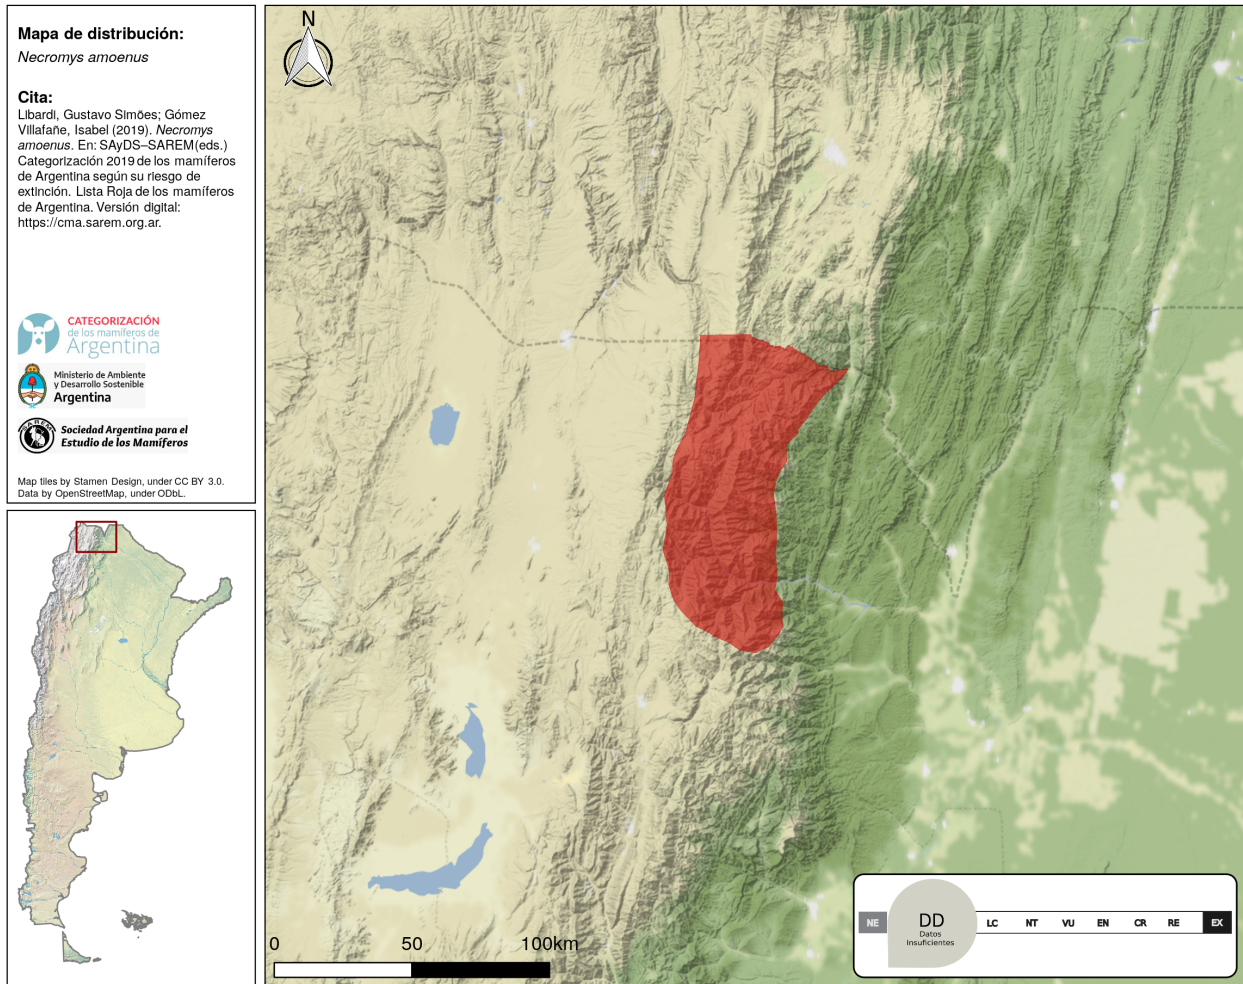 Mapa de distribución:
Necromys amoenus
Cita:
Libardi, Gustavo Simões; Gómez
Villafañe, Isabel (2019). Necromys
amoenus. En: SAyDS–SAREM (eds.)
Categorización 2019 de los mamíferos
de Argentina según su riesgo de
extinción. Lista Roja de los mamíferos
de Argentina. Versión digital:
https://cma.sarem.org.ar.
CATEGORIZACIÓN
de los mamíferos de
Argentina
Ministerio de Ambiente
y Desarrollo Sostenible
Argentina
SAREM
Sociedad Argentina para el
Estudio de los Mamíferos
Map tiles by Stamen Design, under CC BY 3.0.
Data by OpenStreetMap, under ODbL.
N
0 50 100km
NE DD LC NT VU EN CR RE EX
Datos
Insuficientes